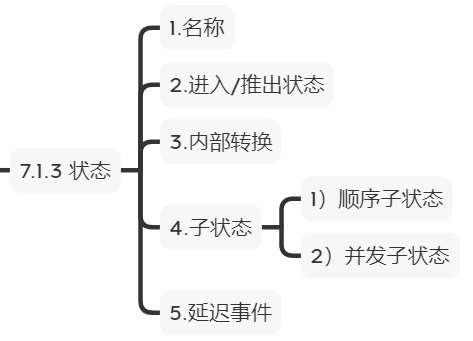 7.1.3 状态
1.名称
2.进入/推出状态
3.内部转换
4.子状态
1）顺序子状态
2）并发子状态
5.延迟事件